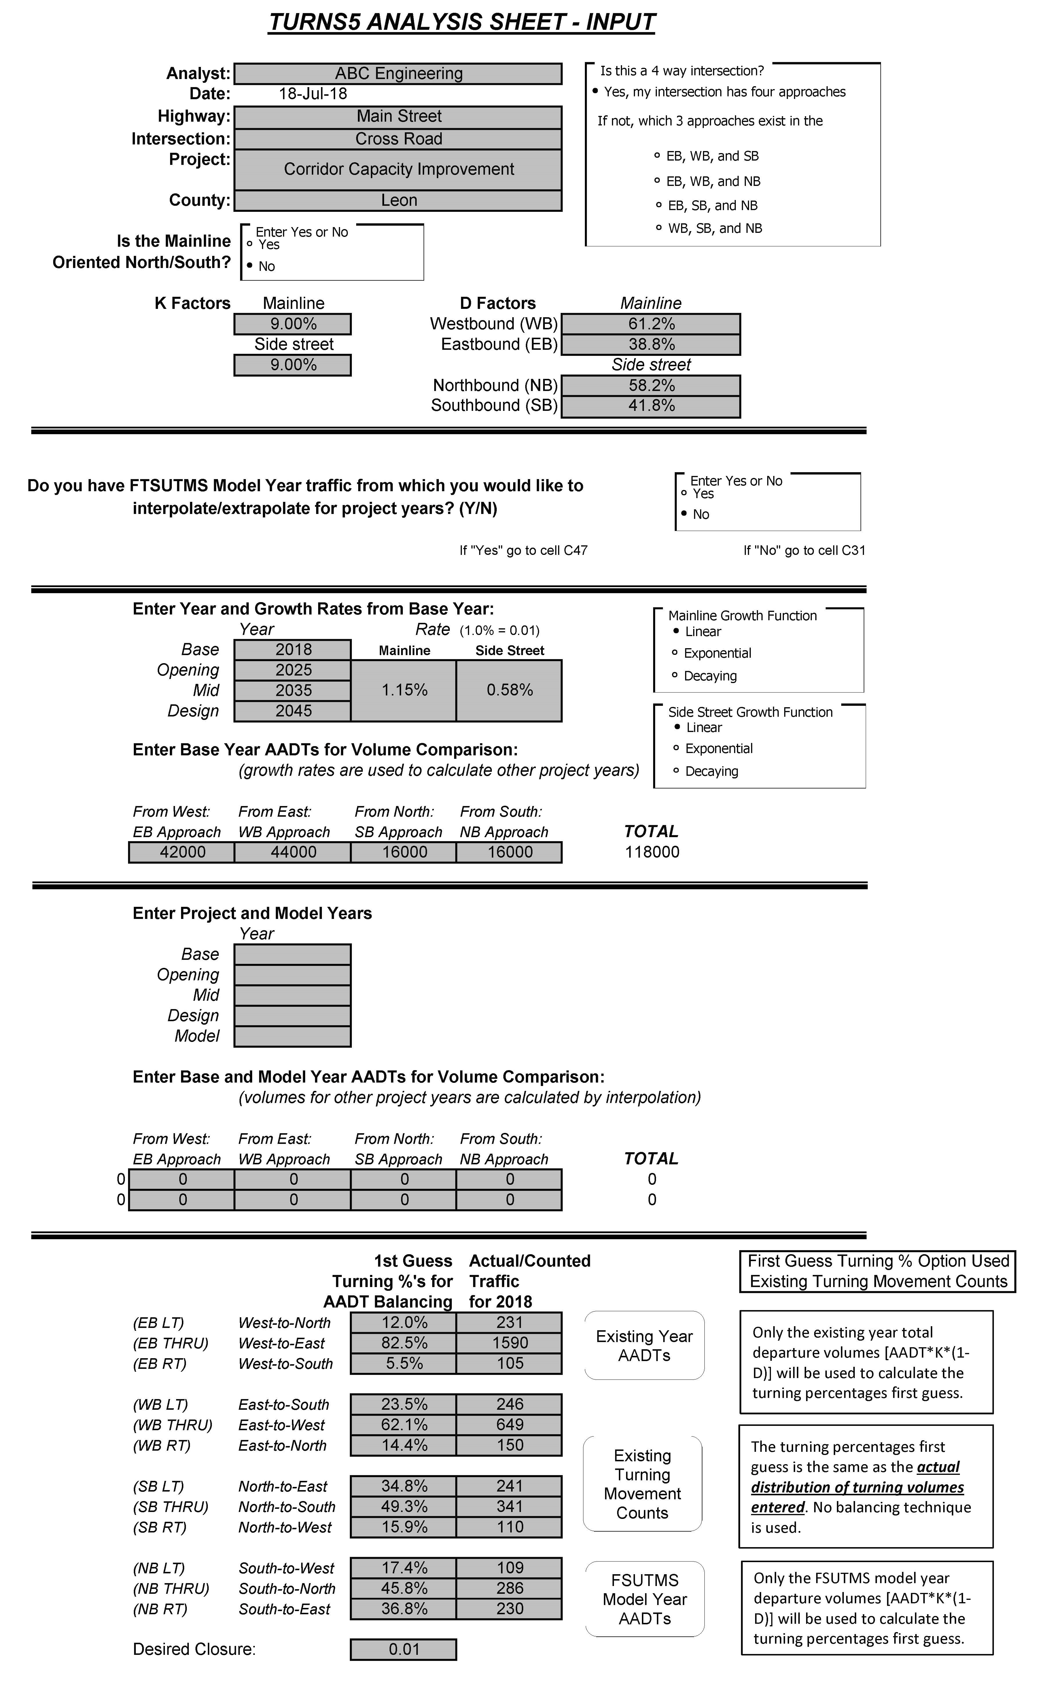 TURNS5 ANALYSIS SHEET - INPUT
Analyst: ABC Engineering
Date: 18-Jul-18
Highway: Main Street
Intersection: Cross Road
Project: Corridor Capacity Improvement
County: Leon
Is this a 4 way intersection?
Yes, my intersection has four approaches
If not, which 3 approaches exist in the
EB, WB, and SB
EB, WB, and NB
EB, SB, and NB
WB, SB, and NB
Is the Mainline
Oriented North/South?
Enter Yes or No
Yes
No
K Factors Mainline
9.00%
Side street
9.00%
D Factors Mainline
Westbound (WB) 61.2%
Eastbound (EB) 38.8%
Side street
Northbound (NB) 58.2%
Southbound (SB) 41.8%
Do you have FTSUTMS Model Year traffic from which you would like to
interpolate/extrapolate for project years? (Y/N)
Enter Yes or No
Yes
No
If "Yes" go to cell C47 If "No" go to cell C31
Enter Year and Growth Rates from Base Year:
Year Rate (1.0% = 0.01)
Base 2018 Mainline Side Street
Opening 2025
Mid 2035 1.15% 0.58%
Design 2045
Mainline Growth Function
Linear
Exponential
Decaying
Side Street Growth Function
Linear
Exponential
Decaying
Enter Base Year AADTs for Volume Comparison:
(growth rates are used to calculate other project years)
From West: From East: From North: From South:
EB Approach WB Approach SB Approach NB Approach TOTAL
42000 44000 16000 16000 118000
Enter Project and Model Years
Year
Base
Opening
Mid
Design
Model
Enter Base and Model Year AADTs for Volume Comparison:
(volumes for other project years are calculated by interpolation)
From West: From East: From North: From South:
EB Approach WB Approach SB Approach NB Approach TOTAL
0 0 0 0 0 0
0 0 0 0 0 0
1st Guess Actual/Counted
Turning %'s for Traffic
AADT Balancing for 2018
(EB LT) West-to-North 12.0% 231
(EB THRU) West-to-East 82.5% 1590
(EB RT) West-to-South 5.5% 105
(WB LT) East-to-South 23.5% 246
(WB THRU) East-to-West 62.1% 649
(WB RT) East-to-North 14.4% 150
(SB LT) North-to-East 34.8% 241
(SB THRU) North-to-South 49.3% 341
(SB RT) North-to-West 15.9% 110
(NB LT) South-to-West 17.4% 109
(NB THRU) South-to-North 45.8% 286
(NB RT) South-to-East 36.8% 230
Desired Closure: 0.01
First Guess Turning % Option Used
Existing Turning Movement Counts
Existing Year
AADTs
Only the existing year total
departure volumes [AADT*K*(1-
D)] will be used to calculate the
turning percentages first guess.
Existing
Turning
Movement
Counts
The turning percentages first
guess is the same as the actual
distribution of turning volumes
entered. No balancing technique
is used.
FSUTMS
Model Year
AADTs
Only the FSUTMS model year
departure volumes [AADT*K*(1-
D)] will be used to calculate the
turning percentages first guess.